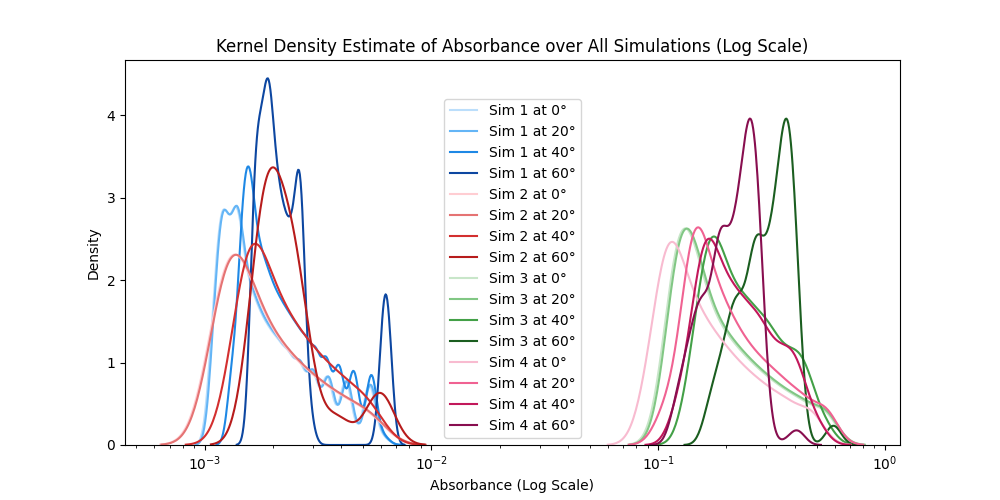 Kernel Density Estimate of Absorbance over All Simulations (Log Scale)
4
3
2
1
0
Density
Sim 1 at 0°
Sim 1 at 20°
Sim 1 at 40°
Sim 1 at 60°
Sim 2 at 0°
Sim 2 at 20°
Sim 2 at 40°
Sim 2 at 60°
Sim 3 at 0°
Sim 3 at 20°
Sim 3 at 40°
Sim 3 at 60°
Sim 4 at 0°
Sim 4 at 20°
Sim 4 at 40°
Sim 4 at 60°
10⁻³ 10⁻² 10⁻¹ 10⁰
Absorbance (Log Scale)